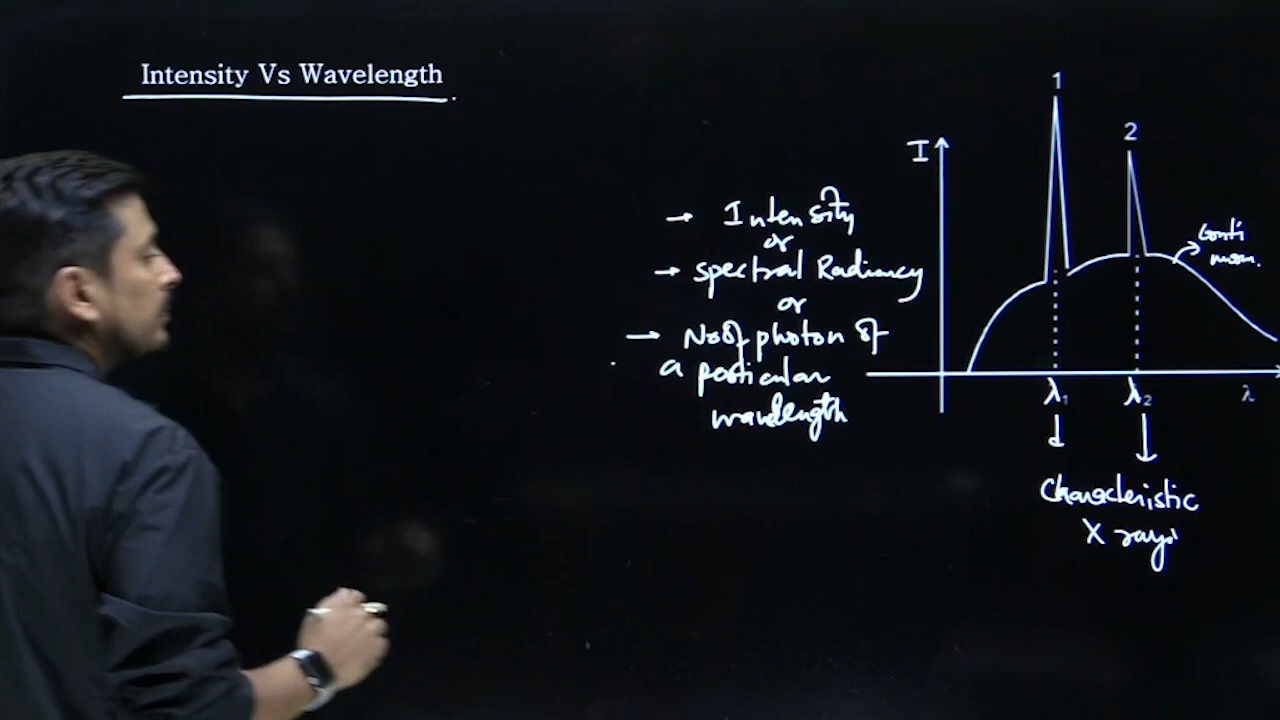 Intensity Vs Wavelength
→ Intensity
or
→ spectral Radiancy
or
→ No of photon of
a particular
wavelength
1
2
I
Conti
λ₁
λ₂
λ
Characteristic
X rays